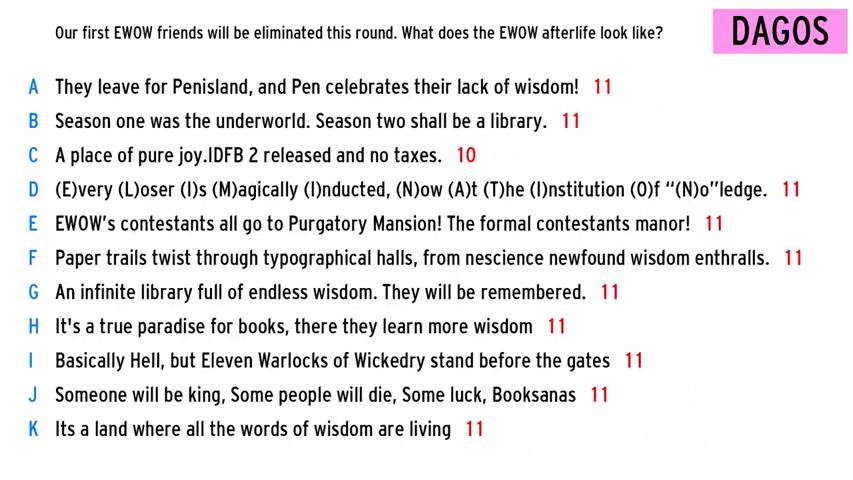 Our first EWOW friends will be eliminated this round. What does the EWOW afterlife look like?
DAGOS
A They leave for Penisland, and Pen celebrates their lack of wisdom! 11
B Season one was the underworld. Season two shall be a library. 11
C A place of pure joy.IDFB 2 released and no taxes. 10
D (E)very (L)oser (I)s (M)agically (I)nducted, (N)ow (A)t (T)he (I)nstitution (O)f “(N)o”ledge. 11
E EWOW’s contestants all go to Purgatory Mansion! The formal contestants manor! 11
F Paper trails twist through typographical halls, from nescience newfound wisdom enthralls. 11
G An infinite library full of endless wisdom. They will be remembered. 11
H It's a true paradise for books, there they learn more wisdom 11
I Basically Hell, but Eleven Warlocks of Wickedry stand before the gates 11
J Someone will be king, Some people will die, Some luck, Booksanas 11
K Its a land where all the words of wisdom are living 11